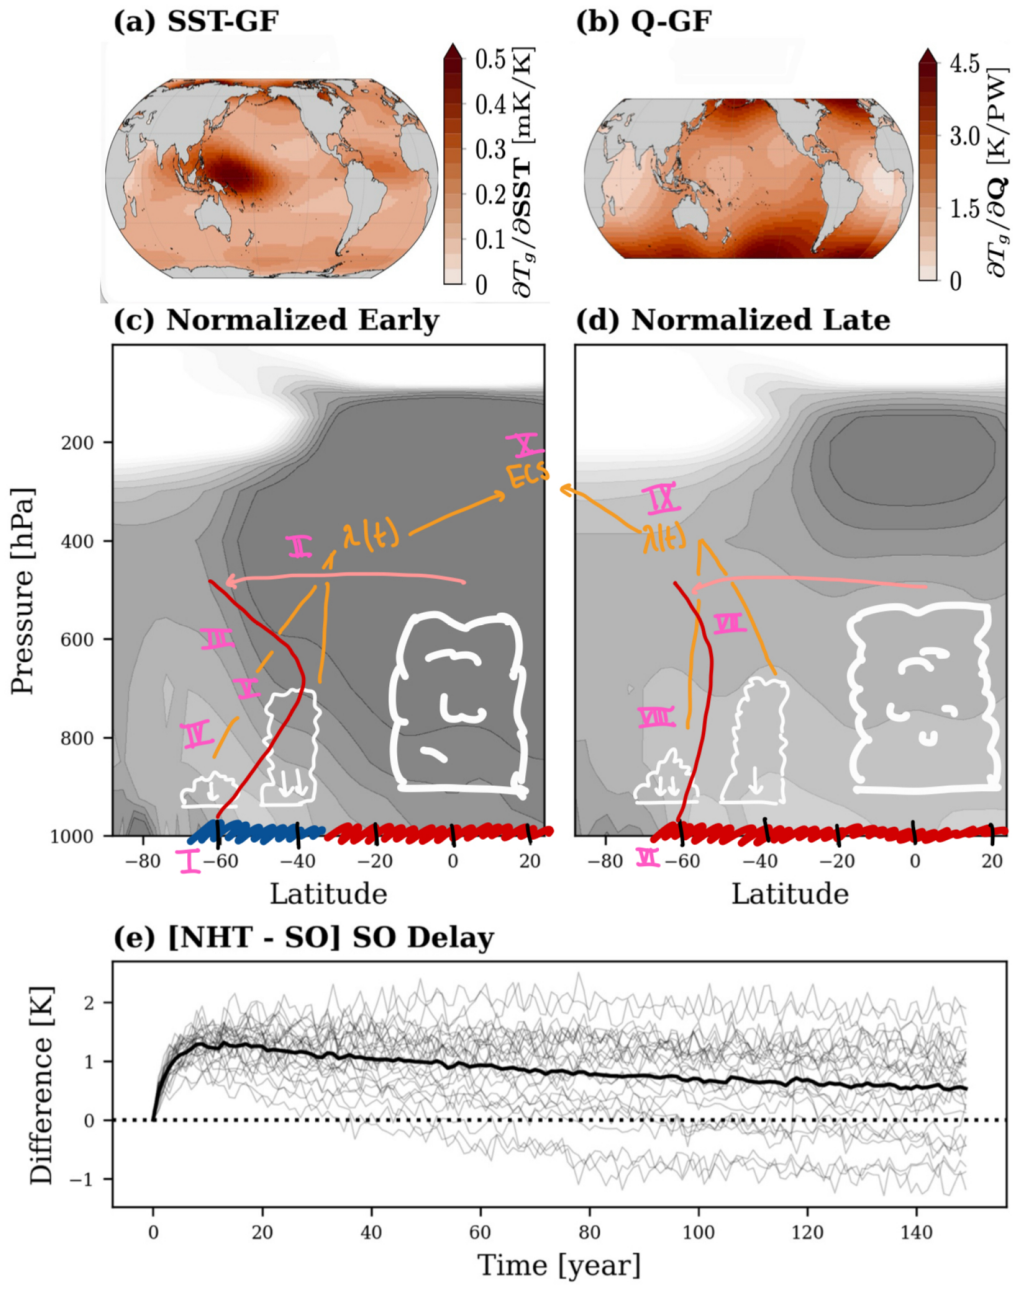 (a) SST-GF
0.5
0.4
0.3
0.2
0.1
0
∂T_g/∂SST [mK/K]
(b) Q-GF
4.5
3.0
1.5
0
∂T_g/∂Q [K/PW]
(c) Normalized Early
Pressure [hPa]
200
400
600
800
1000
X
ECS
II λ(t)
III
V
IV
I
−80 −60 −40 −20 0 20
Latitude
(d) Normalized Late
IX
λ(t)
VII
VIII
VI
−80 −60 −40 −20 0 20
Latitude
(e) [NHT - SO] SO Delay
Difference [K]
2
1
0
−1
0 20 40 60 80 100 120 140
Time [year]